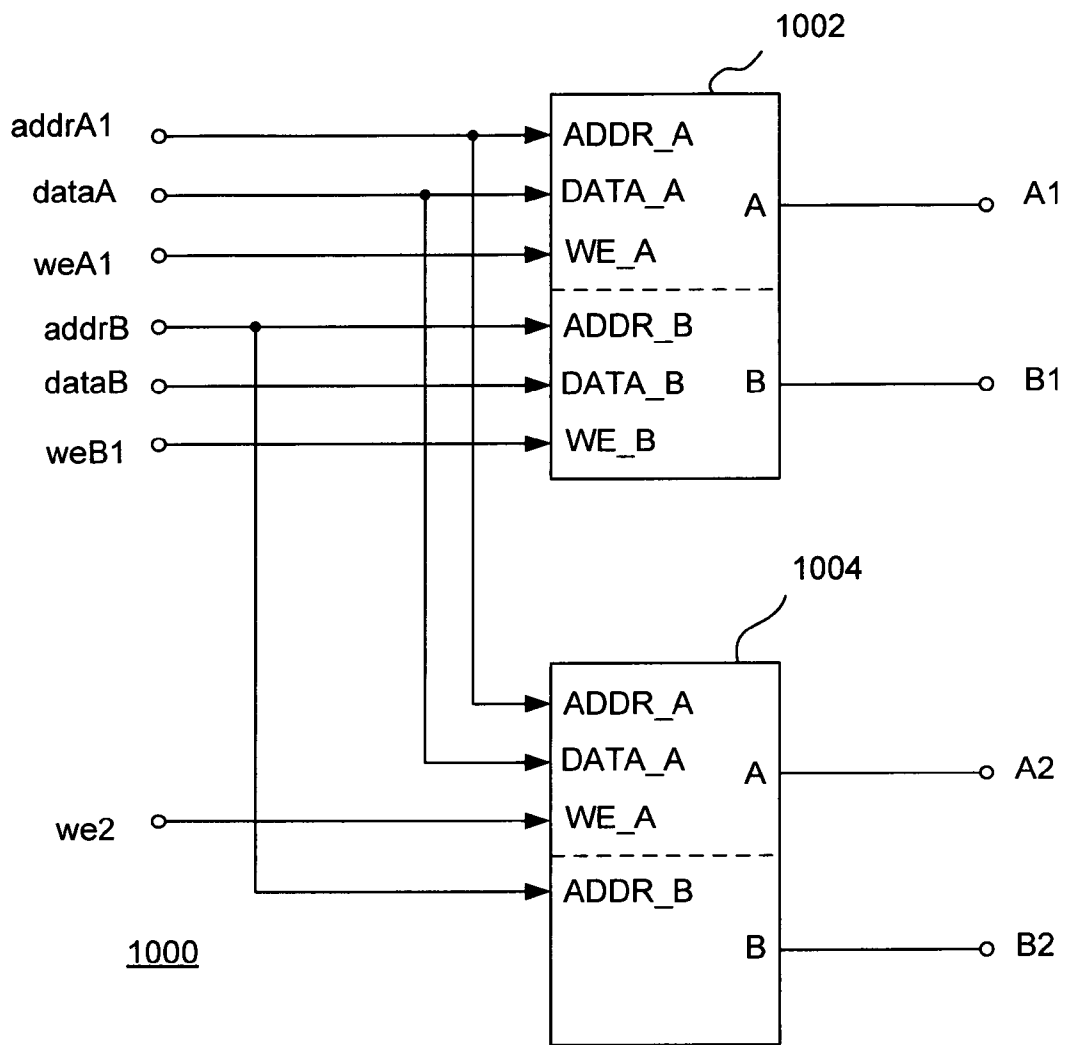 1002
addrA1
ADDR_A
dataA
DATA_A
A
A1
weA1
WE_A
addrB
ADDR_B
dataB
DATA_B
B
B1
weB1
WE_B
1004
ADDR_A
DATA_A
A
A2
we2
WE_A
ADDR_B
1000
B
B2